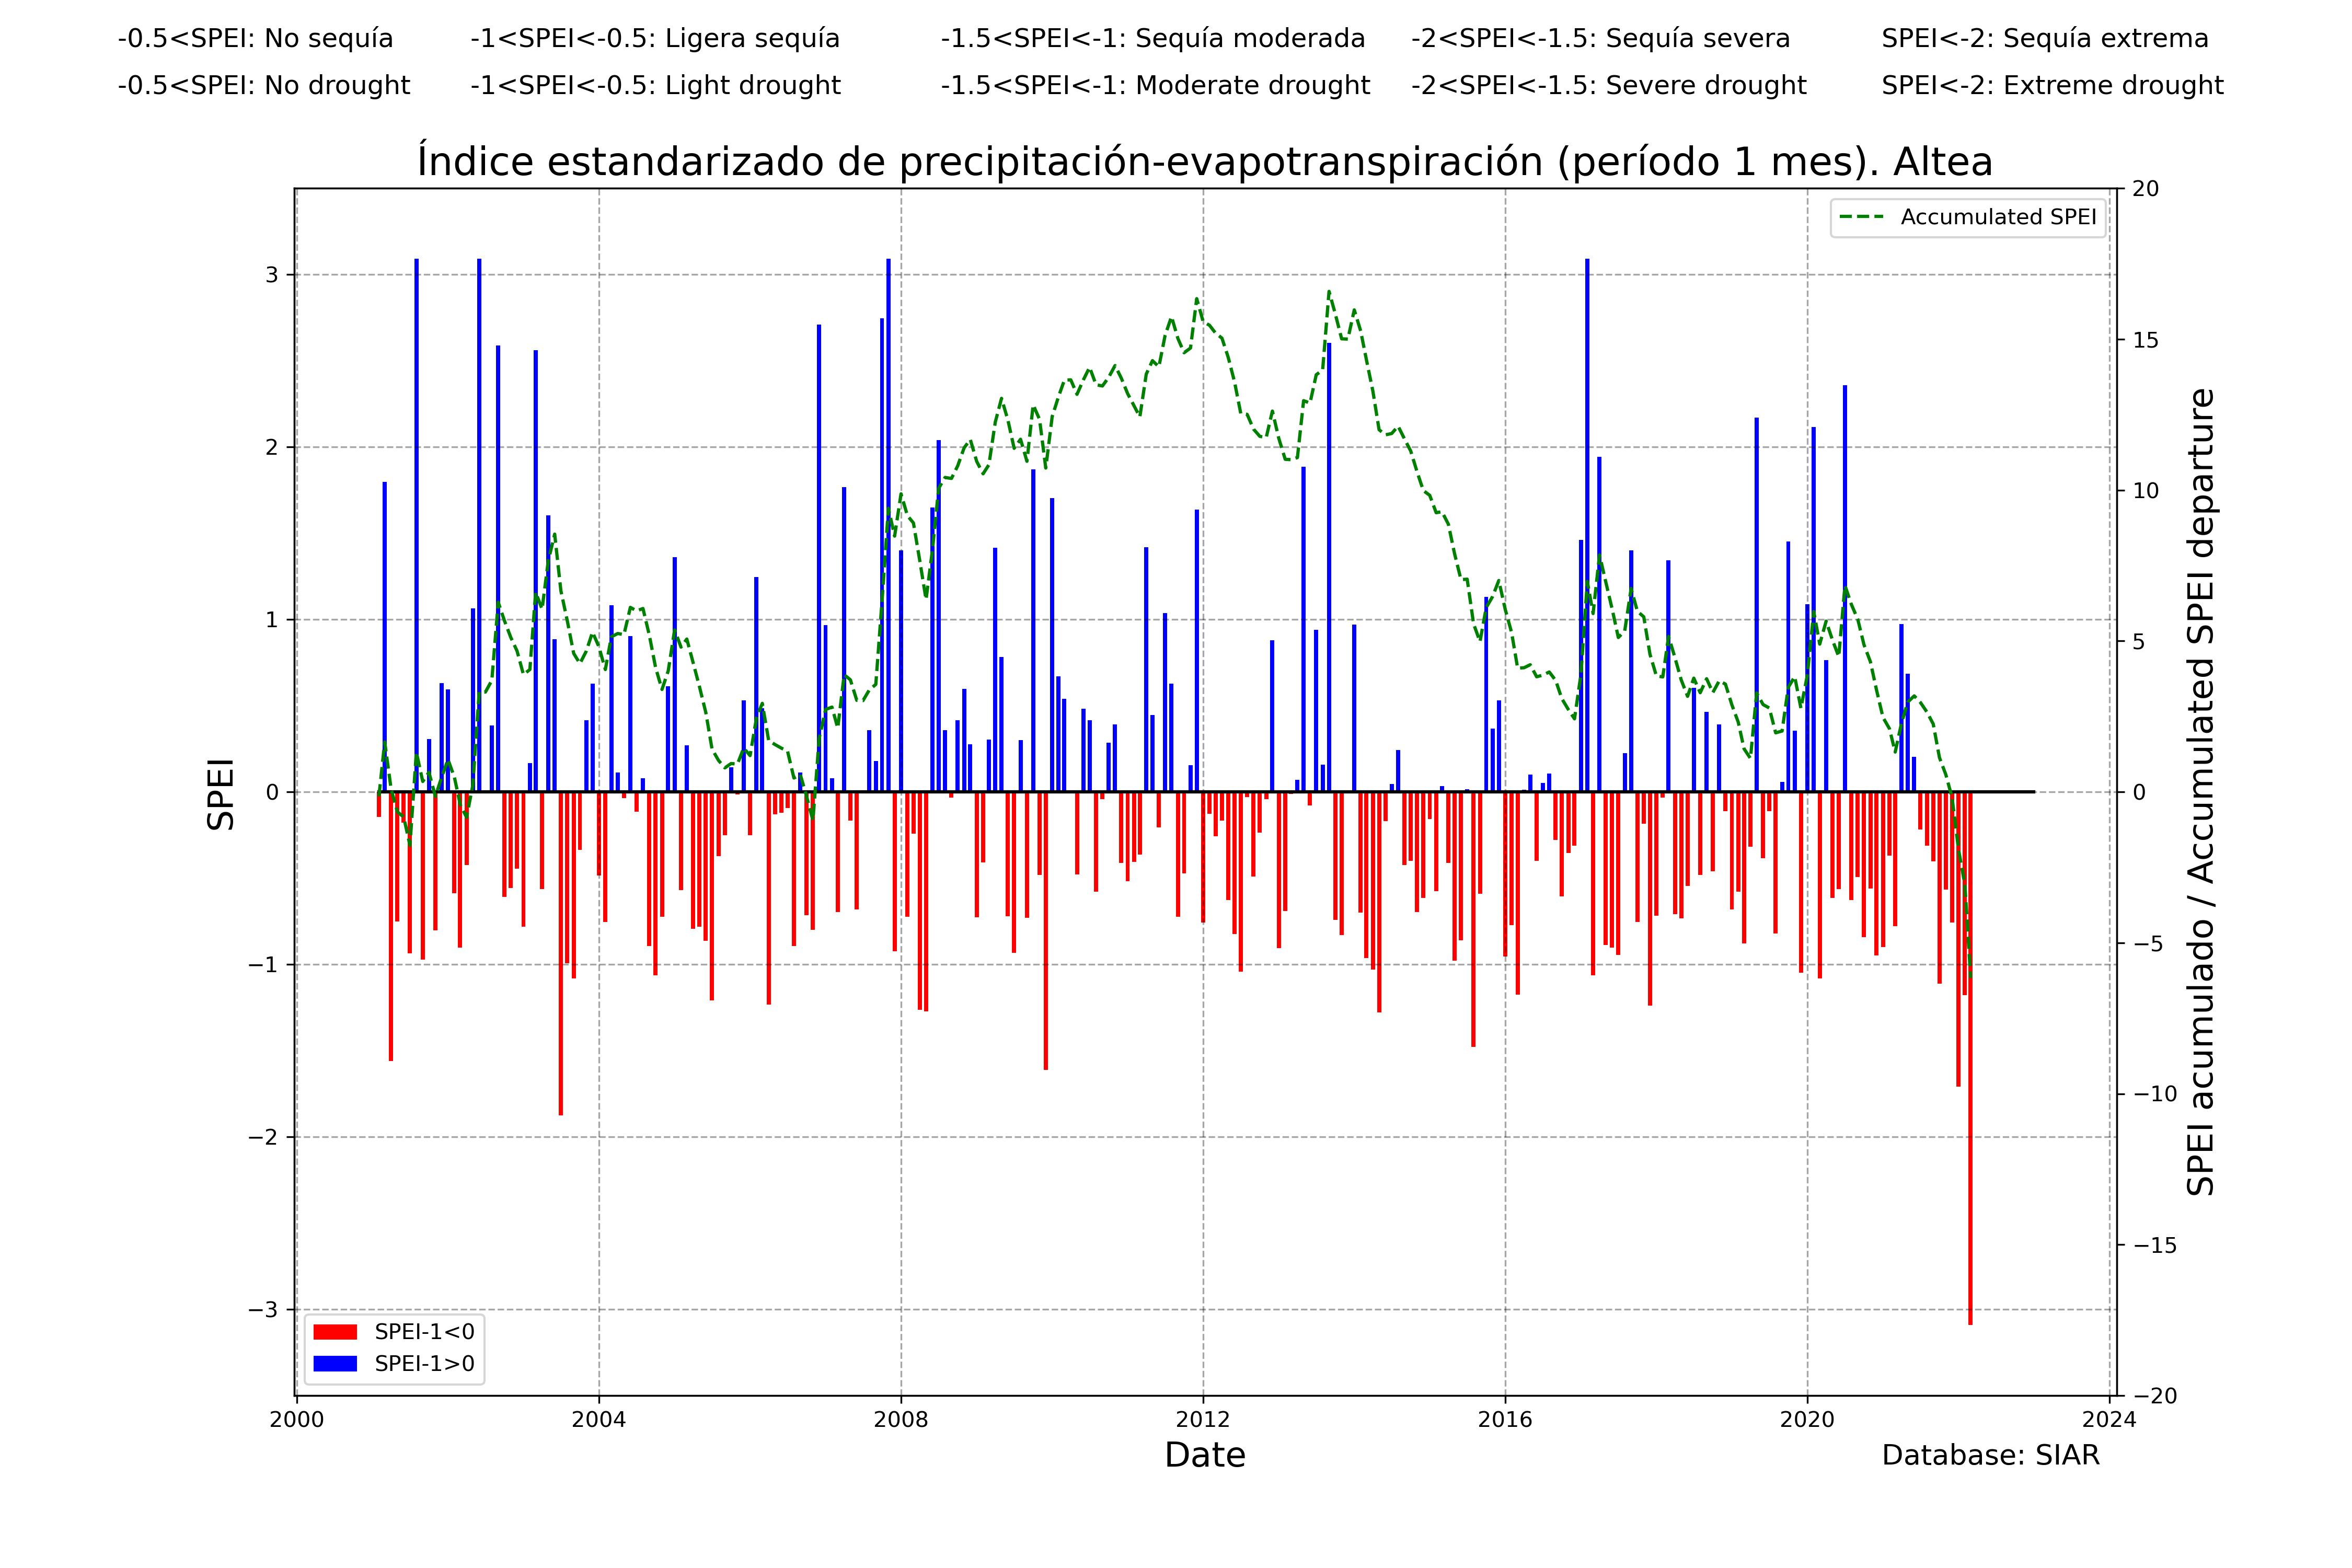 -0.5<SPEI: No sequía -1<SPEI<-0.5: Ligera sequía -1.5<SPEI<-1: Sequía moderada -2<SPEI<-1.5: Sequía severa SPEI<-2: Sequía extrema
-0.5<SPEI: No drought -1<SPEI<-0.5: Light drought -1.5<SPEI<-1: Moderate drought -2<SPEI<-1.5: Severe drought SPEI<-2: Extreme drought
Índice estandarizado de precipitación-evapotranspiración (período 1 mes). Altea
Accumulated SPEI
SPEI
3
2
1
0
−1
−2
−3
20
15
10
5
0
−5
−10
−15
−20
SPEI acumulado / Accumulated SPEI departure
SPEI-1<0
SPEI-1>0
2000 2004 2008 2012 2016 2020 2024
Date
Database: SIAR